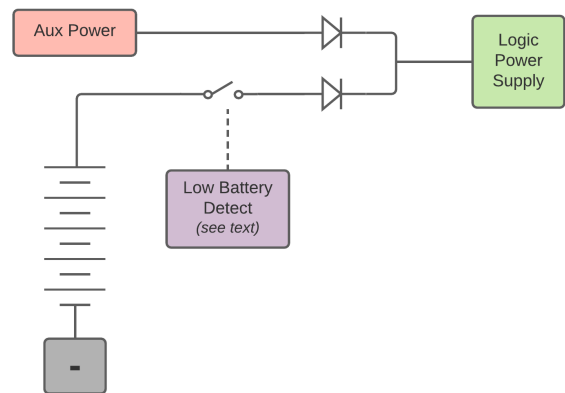 Aux Power
Logic
Power
Supply
Low Battery
Detect
(see text)
-